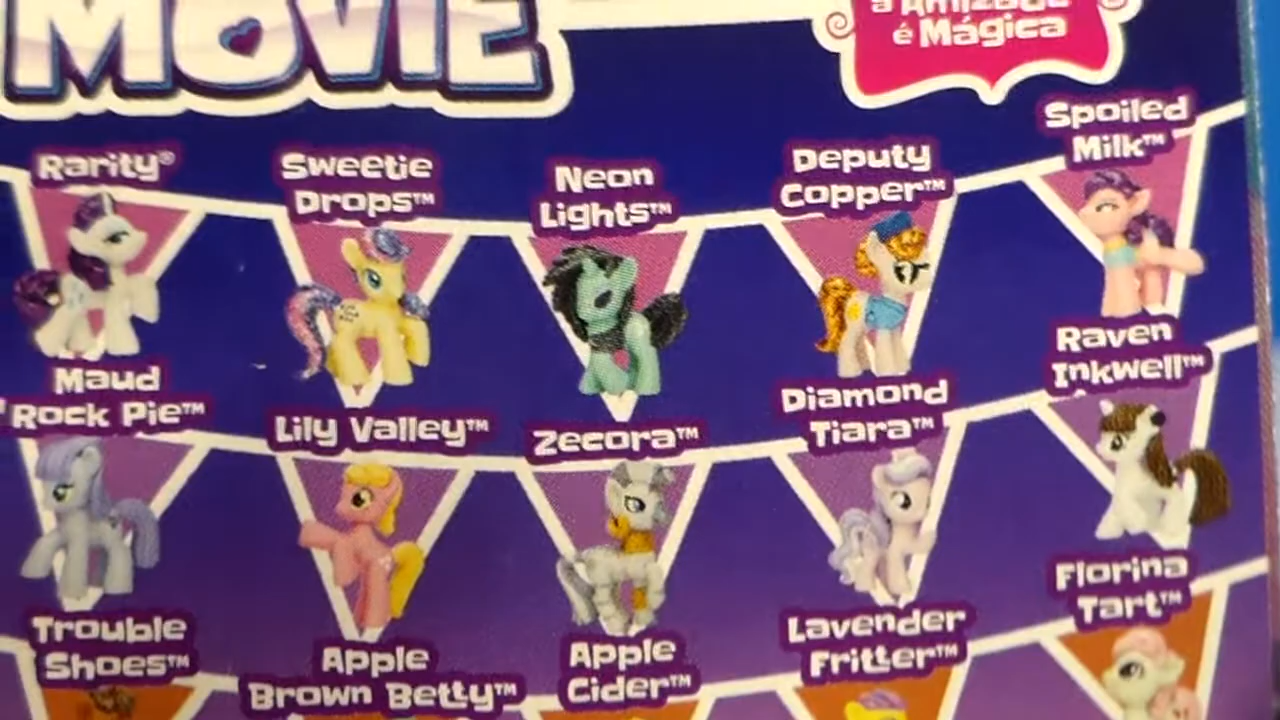 MOVIE
a Amizade
é Mágica
Rarity®
Sweetie
Drops™
Neon
Lights™
Deputy
Copper™
Spoiled
Milk™
Maud
Rock Pie™
Lily Valley™
Zecora™
Diamond
Tiara™
Raven
Inkwell™
Trouble
Shoes™
Apple
Brown Betty™
Apple
Cider™
Lavender
Fritter™
Florina
Tart™